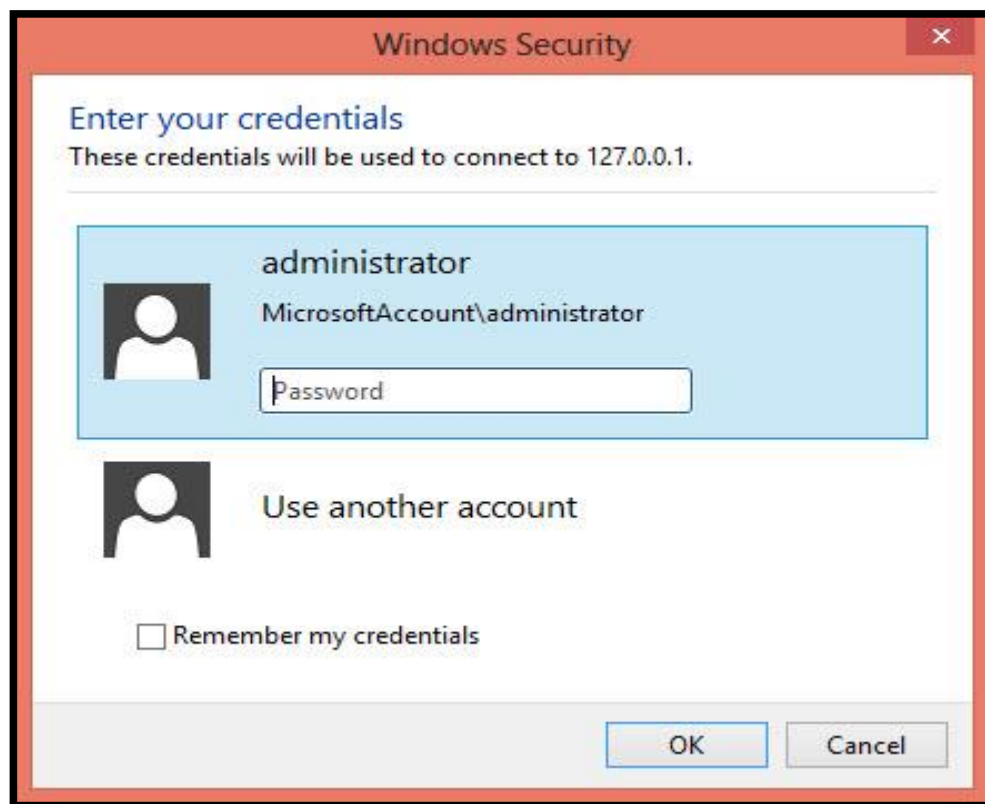 Windows Security
Enter your credentials
These credentials will be used to connect to 127.0.0.1.
administrator
MicrosoftAccount\administrator
Password
Use another account
Remember my credentials
OK
Cancel